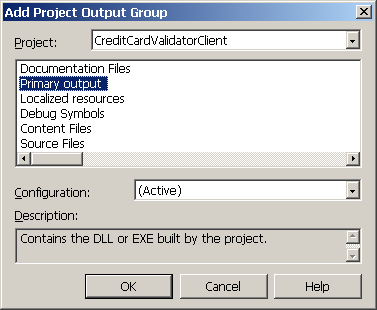 Add Project Output Group
Project: CreditCardValidatorClient
Documentation Files
Primary output
Localized resources
Debug Symbols
Content Files
Source Files
Configuration: (Active)
Description:
Contains the DLL or EXE built by the project.
OK Cancel Help